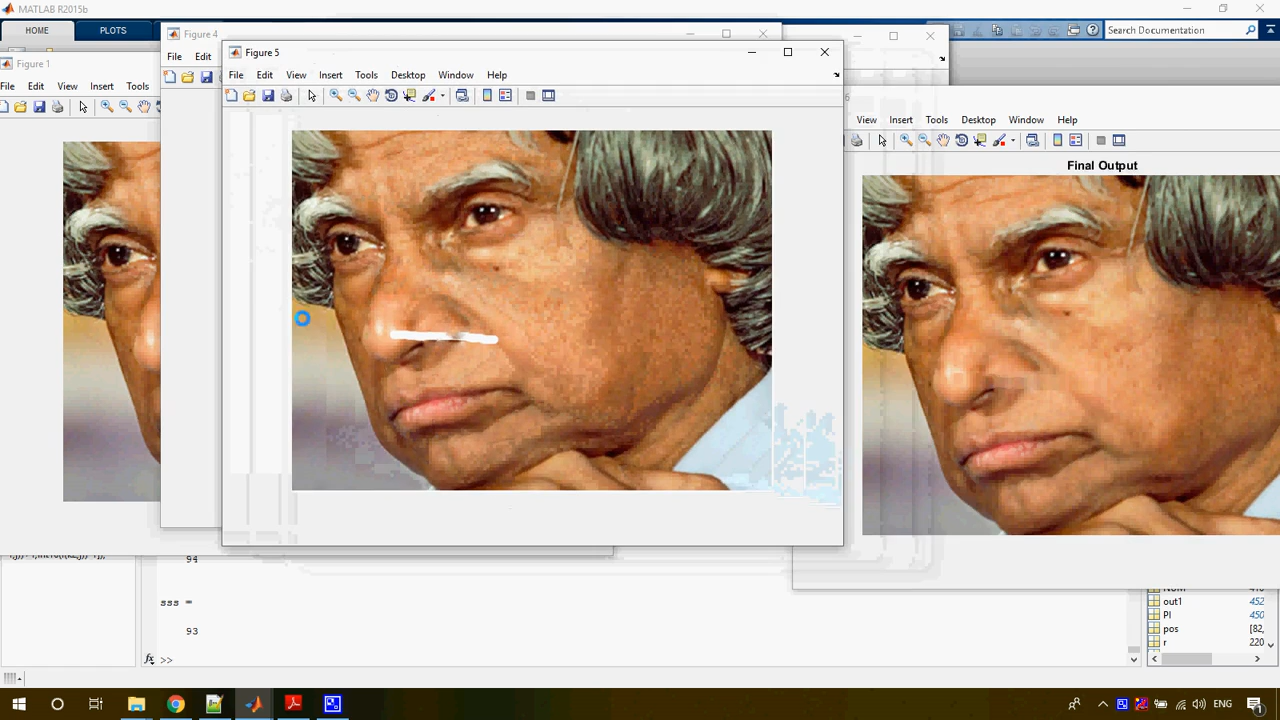 MATLAB R2015b
HOME
PLOTS
Search Documentation
Figure 4
File Edit
Figure 1
File Edit View Insert Tools
Figure 5
File Edit View Insert Tools Desktop Window Help
6
View Insert Tools Desktop Window Help
Final Output
94
sss =
93
fx >>
out1 452
PI 450
pos [82,
r 220
ENG
1